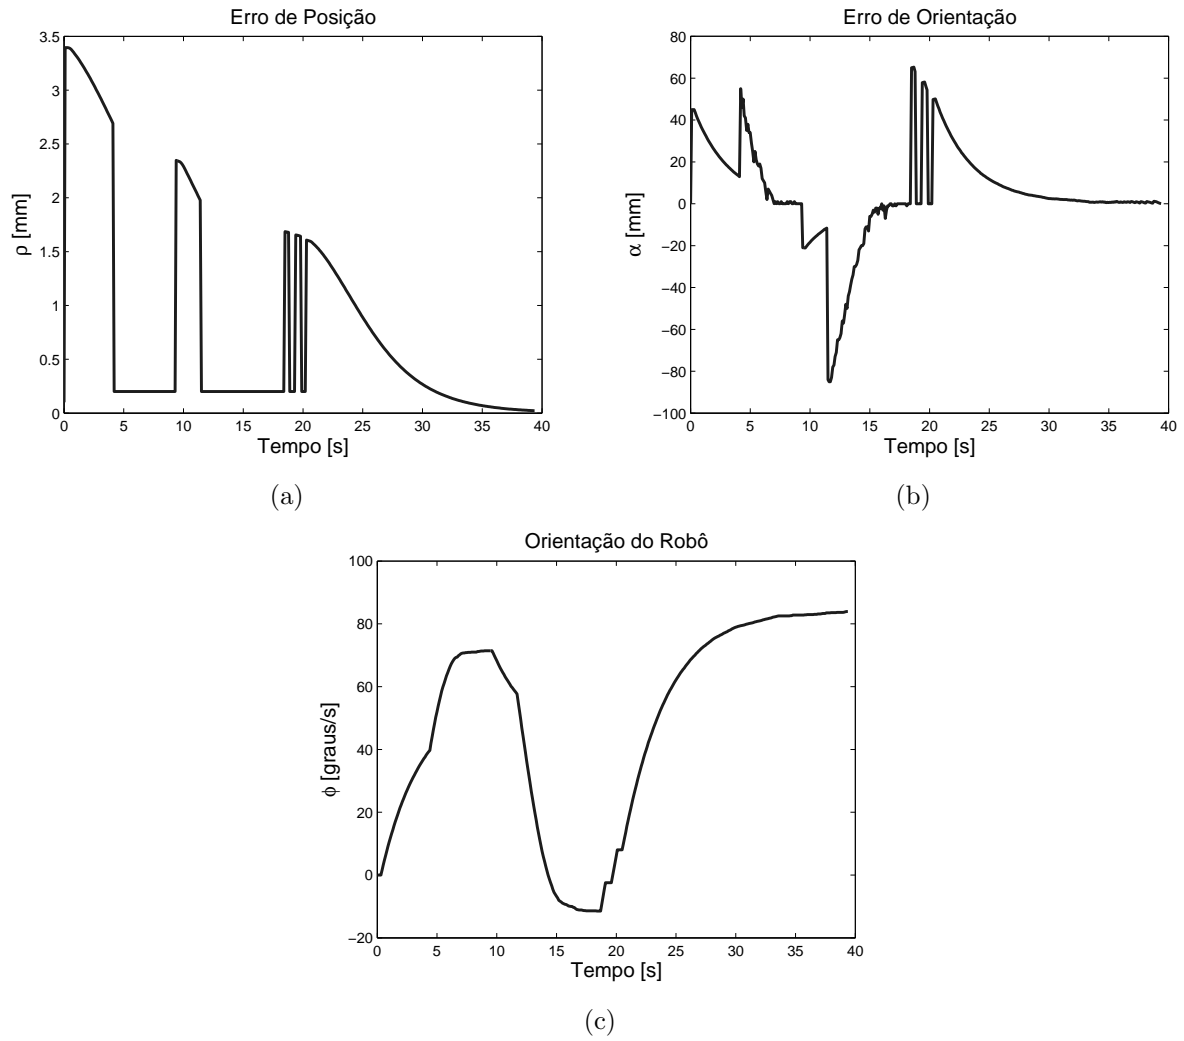 Erro de Posição
3.5
3
2.5
2
1.5
1
0.5
0
ρ [mm]
0 5 10 15 20 25 30 35 40
Tempo [s]
(a)
Erro de Orientação
80
60
40
20
0
−20
−40
−60
−80
−100
α [mm]
0 5 10 15 20 25 30 35 40
Tempo [s]
(b)
Orientação do Robô
100
80
60
40
20
0
−20
ϕ [graus/s]
0 5 10 15 20 25 30 35 40
Tempo [s]
(c)